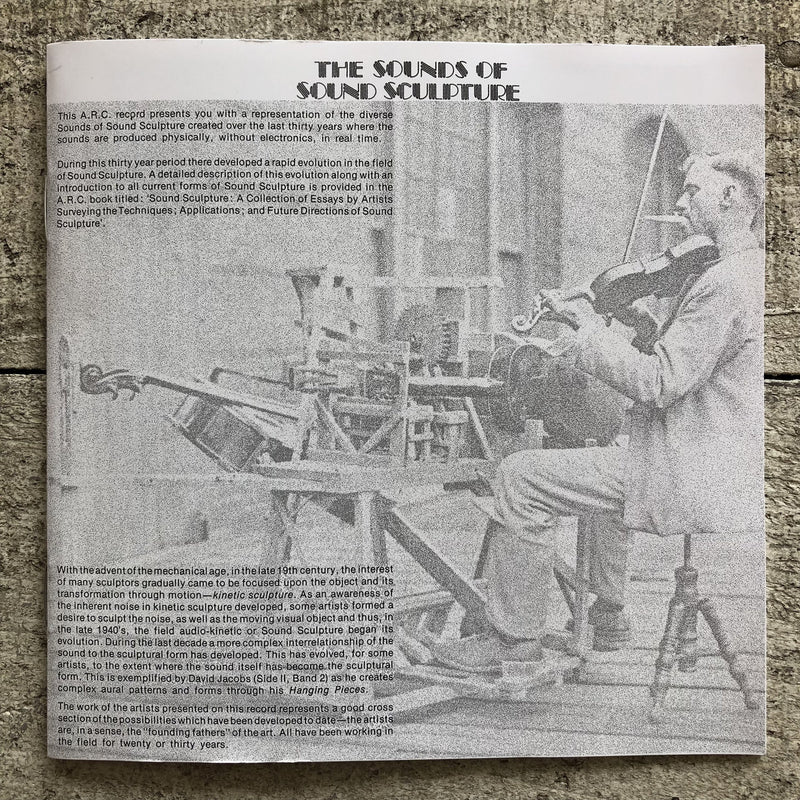 THE SOUNDS OF
SOUND SCULPTURE
This A.R.C. record presents you with a representation of the diverse
Sounds of Sound Sculpture created over the last thirty years where the
sounds are produced physically, without electronics, in real time.
During this thirty year period there developed a rapid evolution in the field
of Sound Sculpture. A detailed description of this evolution along with an
introduction to all current forms of Sound Sculpture is provided in the
A.R.C. book titled: 'Sound Sculpture: A Collection of Essays by Artists
Surveying the Techniques; Applications; and Future Directions of Sound
Sculpture'.
With the advent of the mechanical age, in the late 19th century, the interest
of many sculptors gradually came to be focused upon the object and its
transformation through motion—kinetic sculpture. As an awareness of
the inherent noise in kinetic sculpture developed, some artists formed a
desire to sculpt the noise, as well as the moving visual object and thus, in
the late 1940's, the field audio-kinetic or Sound Sculpture began its
evolution. During the last decade a more complex interrelationship of the
sound to the sculptural form has developed. This has evolved, for some
artists, to the extent where the sound itself has become the sculptural
form. This is exemplified by David Jacobs (Side II, Band 2) as he creates
complex aural patterns and forms through his Hanging Pieces.
The work of the artists presented on this record represents a good cross
section of the possibilities which have been developed to date—the artists
are, in a sense, the "founding fathers" of the art. All have been working in
the field for twenty or thirty years.